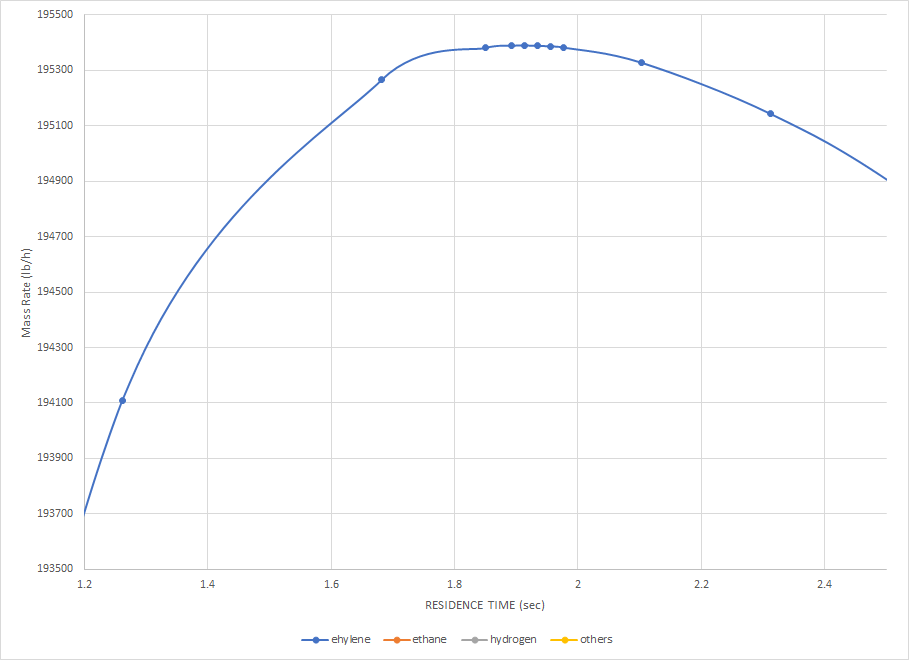 195500
195300
195100
194900
194700
194500
194300
194100
193900
193700
193500
Mass Rate (lb/h)
1.2 1.4 1.6 1.8 2 2.2 2.4
RESIDENCE TIME (sec)
ehylene ethane hydrogen others